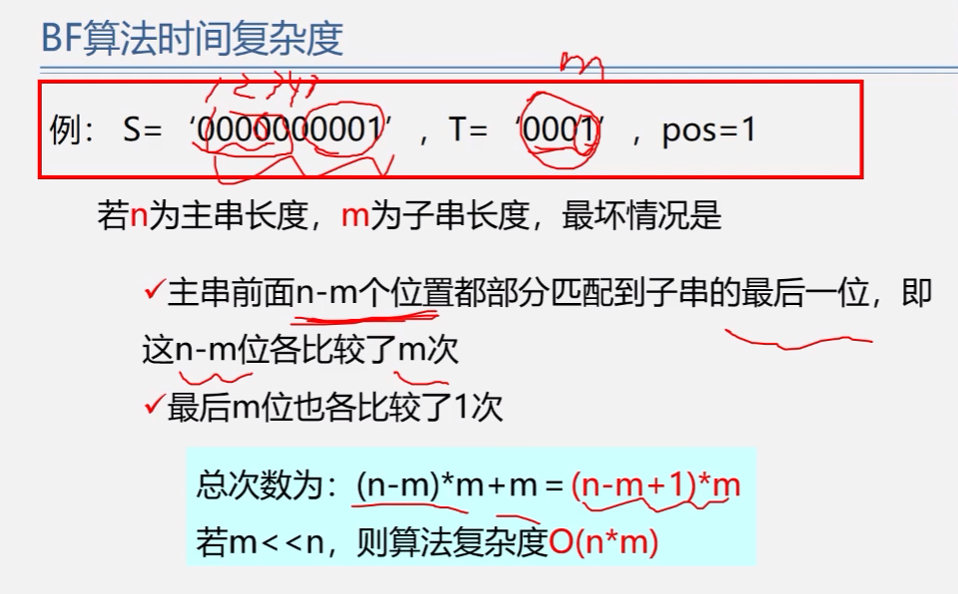 BF算法时间复杂度
m
例： S= ‘0000000001’ ，T= ‘0001’ ，pos=1
若n为主串长度，m为子串长度，最坏情况是
✓主串前面n-m个位置都部分匹配到子串的最后一位，即
这n-m位各比较了m次
✓最后m位也各比较了1次
总次数为：(n-m)*m+m＝(n-m+1)*m
若m<<n，则算法复杂度O(n*m)